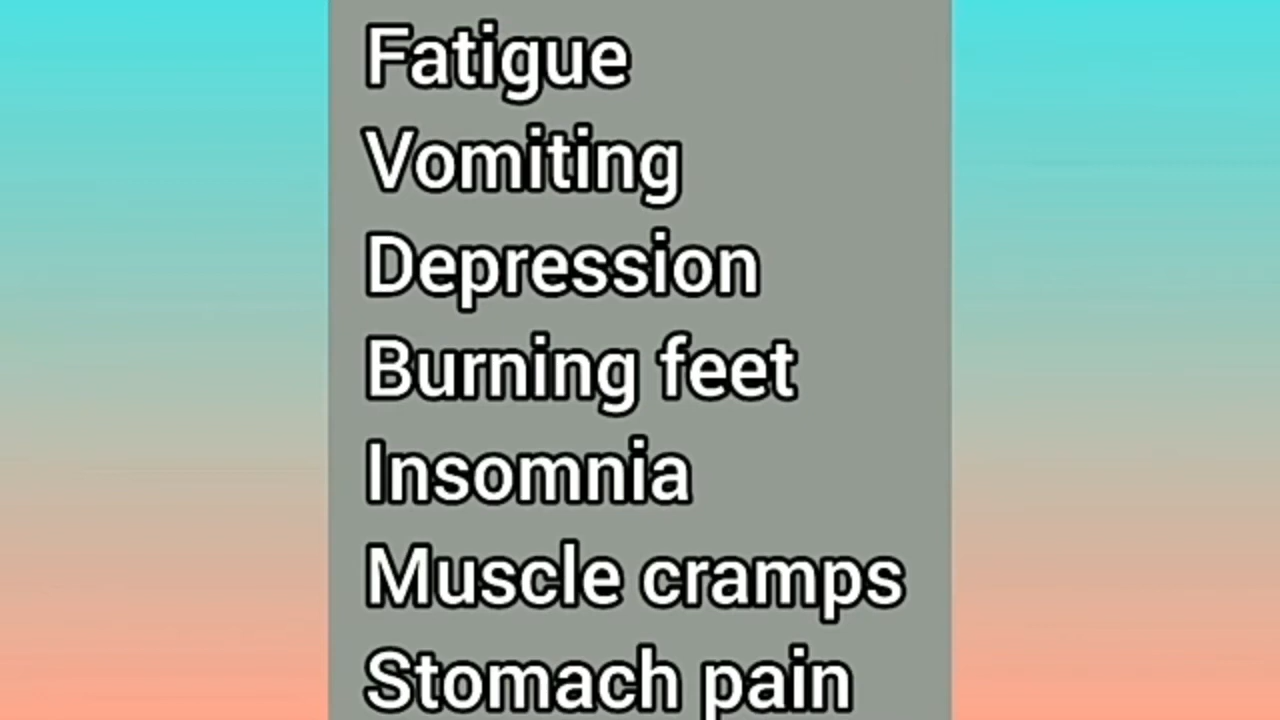 Fatigue
Vomiting
Depression
Burning feet
Insomnia
Muscle cramps
Stomach pain